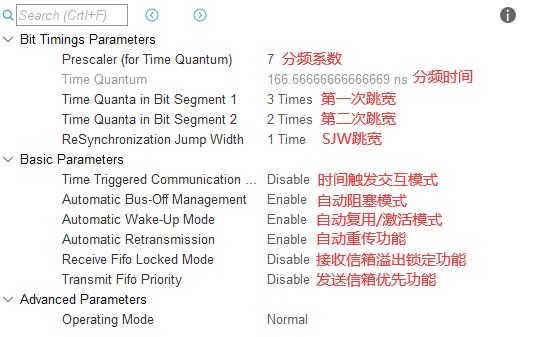 Search (Crtl+F)
Bit Timings Parameters
Prescaler (for Time Quantum) 7 分频系数
Time Quantum 166.66666666666669 ns 分频时间
Time Quanta in Bit Segment 1 3 Times 第一次跳宽
Time Quanta in Bit Segment 2 2 Times 第二次跳宽
ReSynchronization Jump Width 1 Time SJW跳宽
Basic Parameters
Time Triggered Communication ... Disable 时间触发交互模式
Automatic Bus-Off Management Enable 自动阻塞模式
Automatic Wake-Up Mode Enable 自动复用/激活模式
Automatic Retransmission Enable 自动重传功能
Receive Fifo Locked Mode Disable 接收信箱溢出锁定功能
Transmit Fifo Priority Disable 发送信箱优先功能
Advanced Parameters
Operating Mode Normal